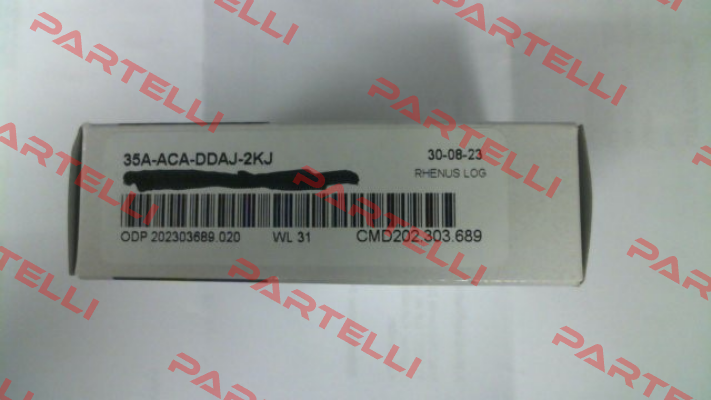 PARTELLI
PARTELLI
PARTELLI
35A-ACA-DDAJ-2KJ
30-08-23
RHENUS LOG
ODP 202303689.020
WL 31
CMD202.303.689
PARTELLI
PARTELLI
PARTELLI
PARTELLI
PARTELLI